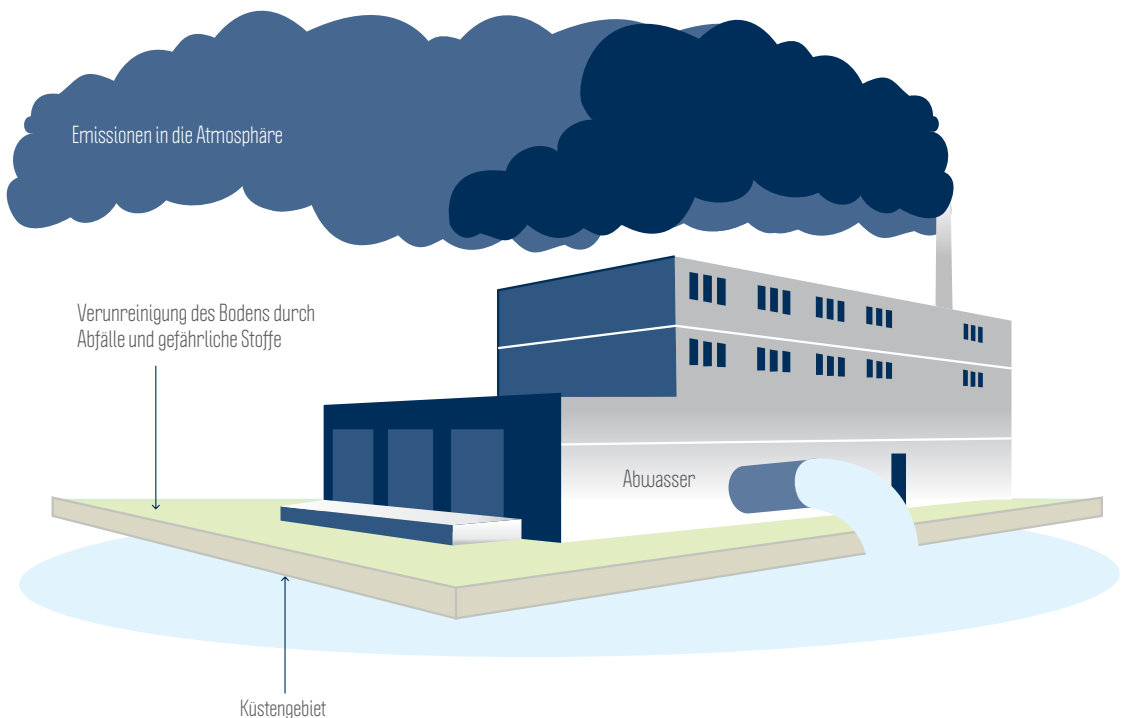 Emissionen in die Atmosphäre
Verunreinigung des Bodens durch
Abfälle und gefährliche Stoffe
Abwasser
Küstengebiet